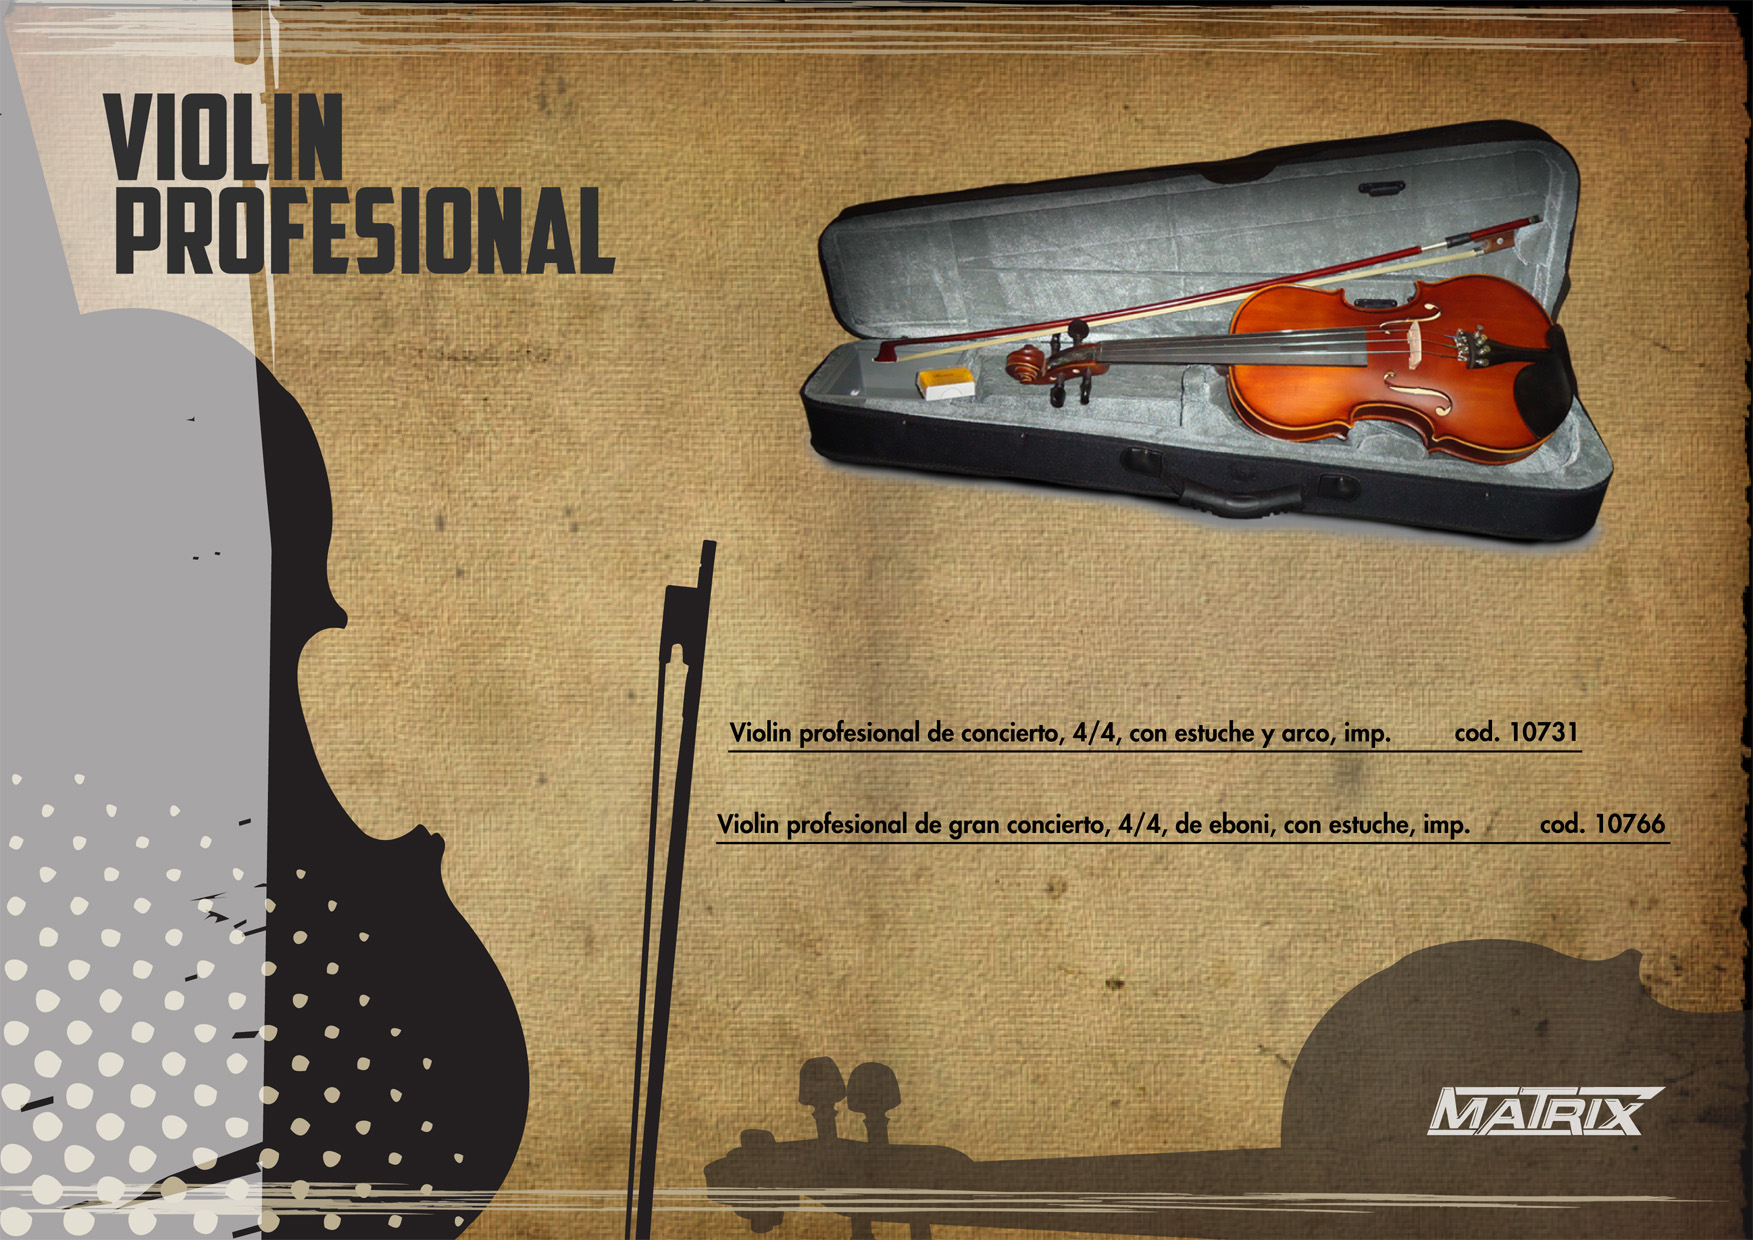 VIOLIN
PROFESIONAL
Violin profesional de concierto, 4/4, con estuche y arco, imp. cod. 10731
Violin profesional de gran concierto, 4/4, de eboni, con estuche, imp. cod. 10766
MATRIX